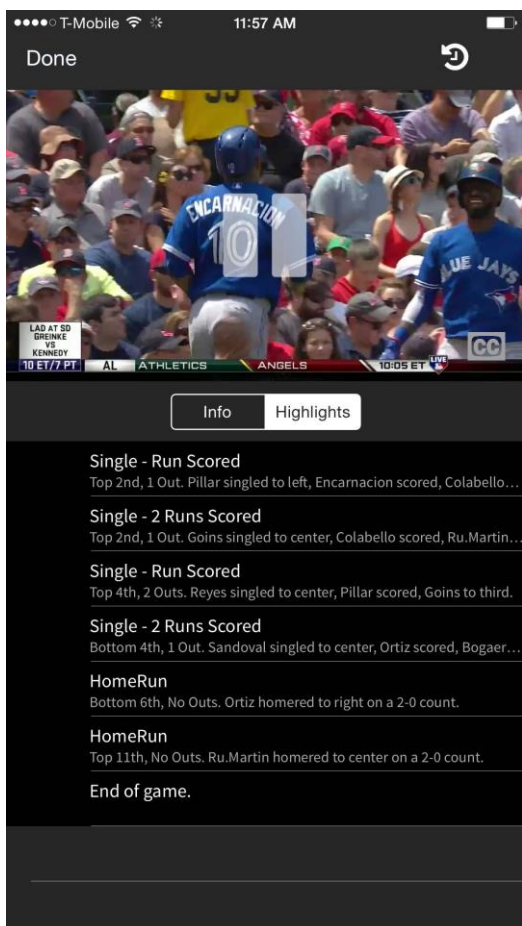 T-Mobile 11:57 AM
Done
ENCARNACION
10
BLUE JAYS
LAD AT SD
GREINKE
VS
KENNEDY
10 ET/7 PT AL ATHLETICS ANGELS 10:05 ET LIVE
CC
Info Highlights
Single - Run Scored
Top 2nd, 1 Out. Pillar singled to left, Encarnacion scored, Colabello…
Single - 2 Runs Scored
Top 2nd, 1 Out. Goins singled to center, Colabello scored, Ru.Martin…
Single - Run Scored
Top 4th, 2 Outs. Reyes singled to center, Pillar scored, Goins to third.
Single - 2 Runs Scored
Bottom 4th, 1 Out. Sandoval singled to center, Ortiz scored, Bogaer…
HomeRun
Bottom 6th, No Outs. Ortiz homered to right on a 2-0 count.
HomeRun
Top 11th, No Outs. Ru.Martin homered to center on a 2-0 count.
End of game.